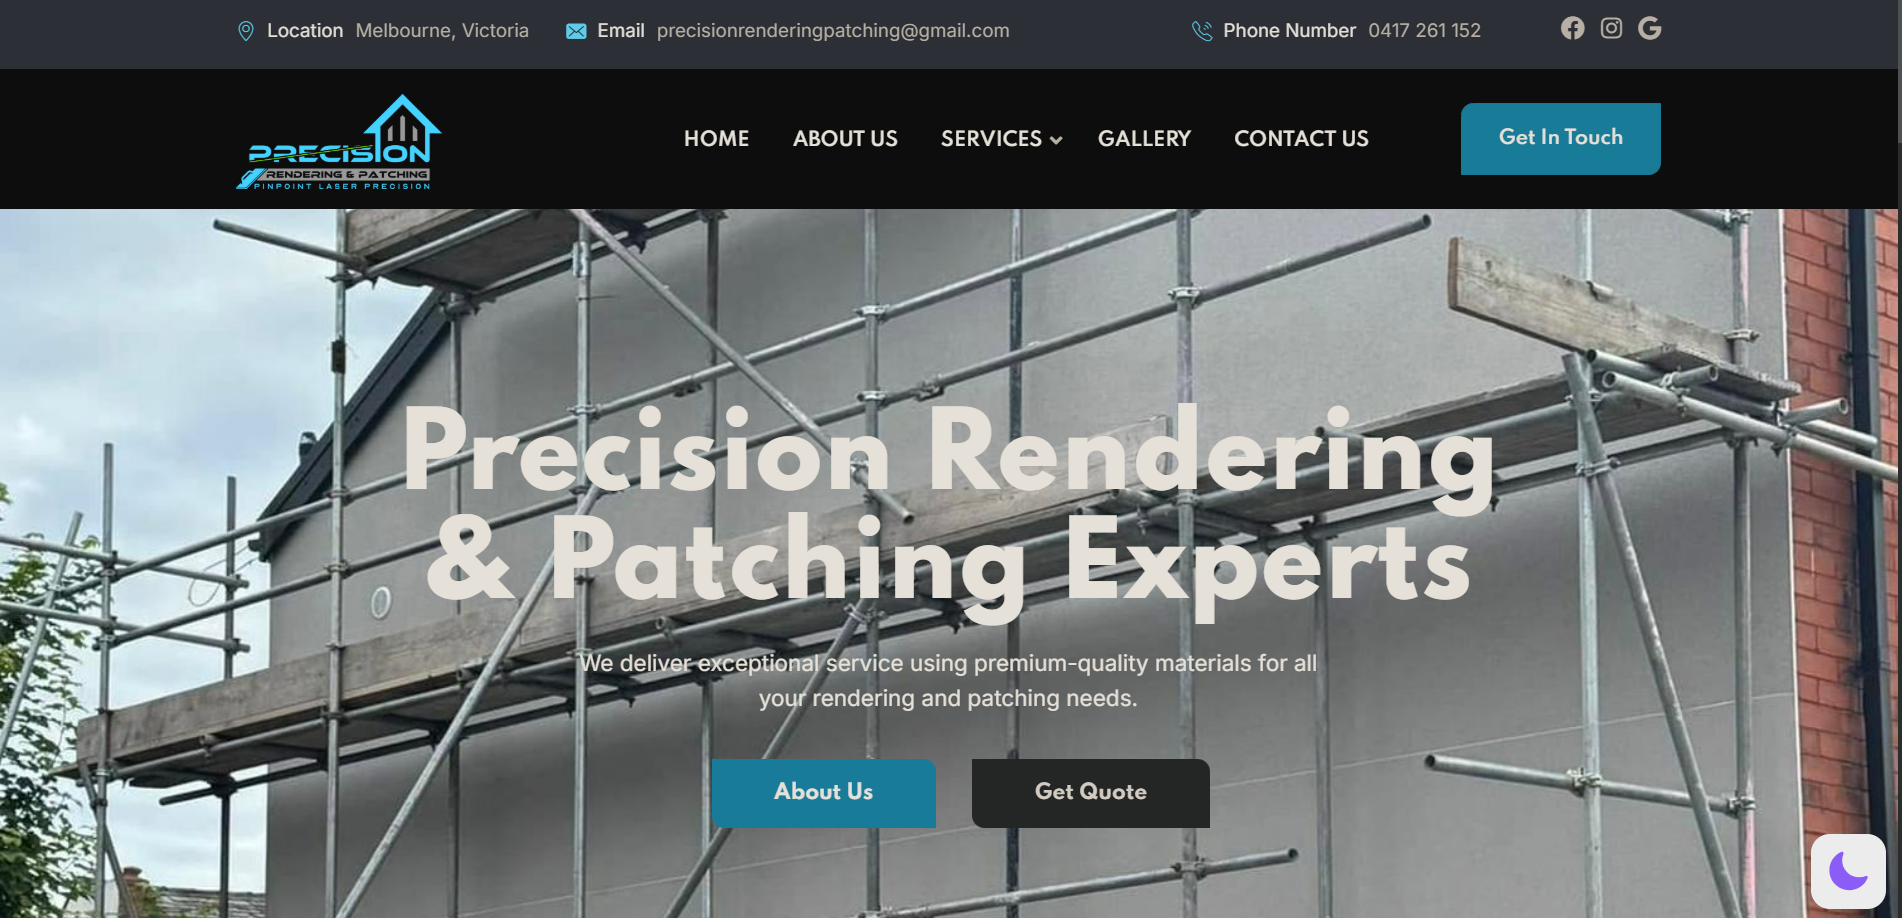 Location Melbourne, Victoria Email precisionrenderingpatching@gmail.com Phone Number 0417 261 152
PRECISION
RENDERING & PATCHING
PINPOINT LASER PRECISION
HOME ABOUT US SERVICES GALLERY CONTACT US Get In Touch
Precision Rendering
& Patching Experts
We deliver exceptional service using premium-quality materials for all
your rendering and patching needs.
About Us Get Quote